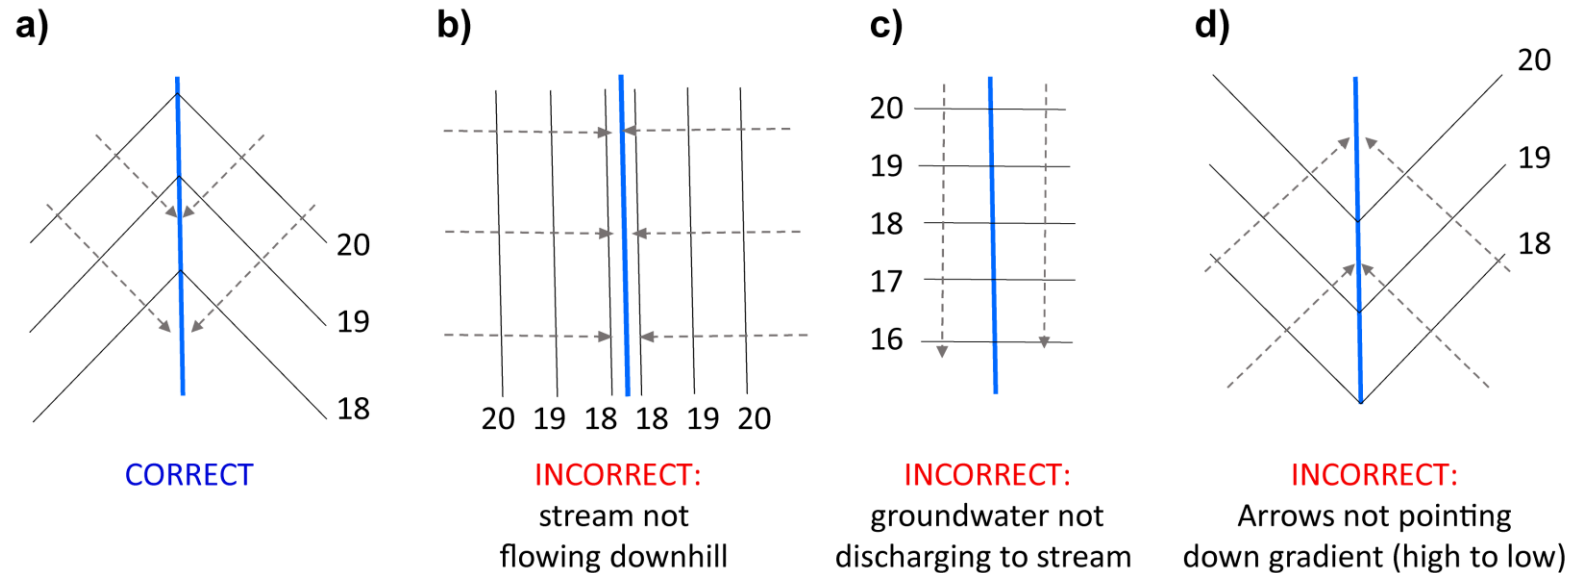 a)
20
19
18
CORRECT
b)
20 19 18 18 19 20
INCORRECT:
stream not
flowing downhill
c)
20
19
18
17
16
INCORRECT:
groundwater not
discharging to stream
d)
20
19
18
INCORRECT:
Arrows not pointing
down gradient (high to low)